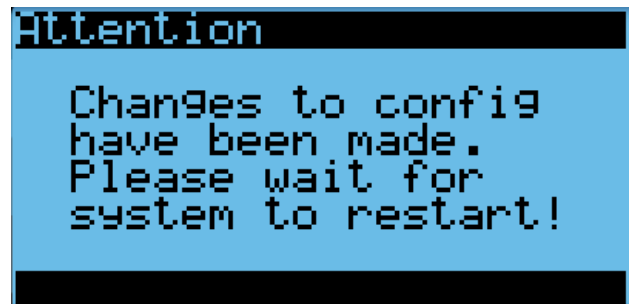 Attention
Changes to config
have been made.
Please wait for
system to restart!